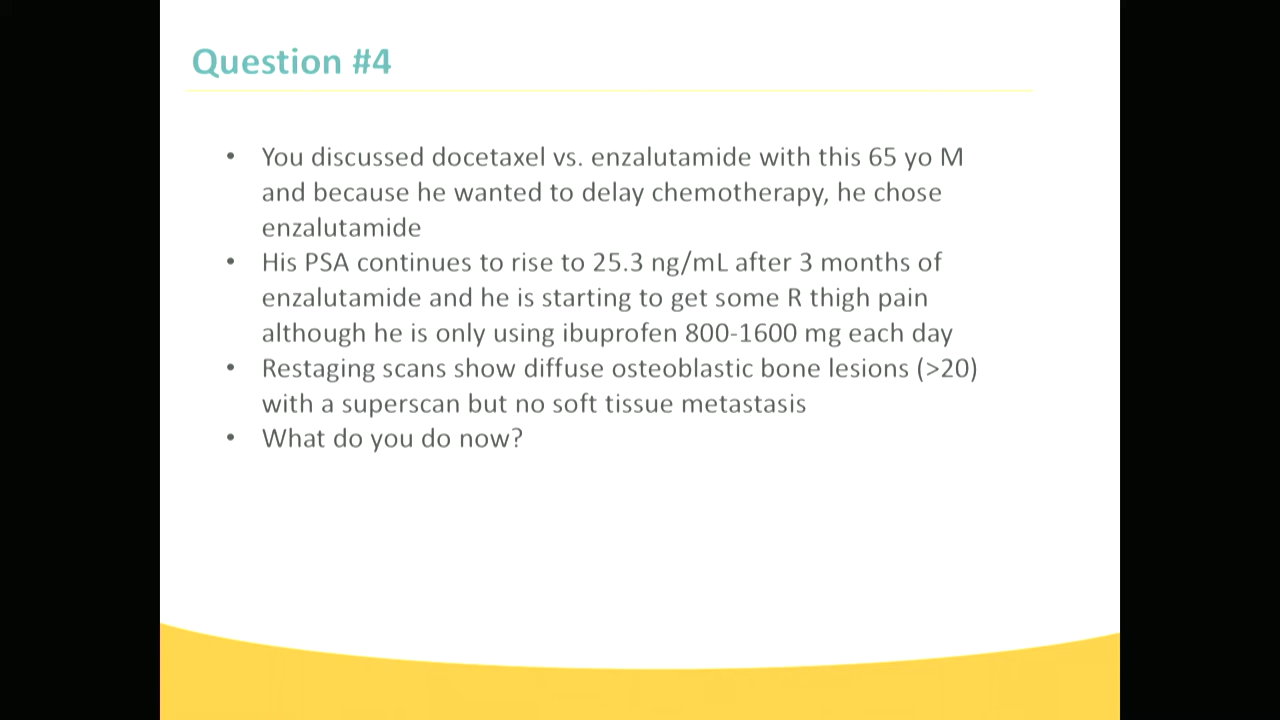 Question #4
• You discussed docetaxel vs. enzalutamide with this 65 yo M
and because he wanted to delay chemotherapy, he chose
enzalutamide
• His PSA continues to rise to 25.3 ng/mL after 3 months of
enzalutamide and he is starting to get some R thigh pain
although he is only using ibuprofen 800-1600 mg each day
• Restaging scans show diffuse osteoblastic bone lesions (>20)
with a superscan but no soft tissue metastasis
• What do you do now?